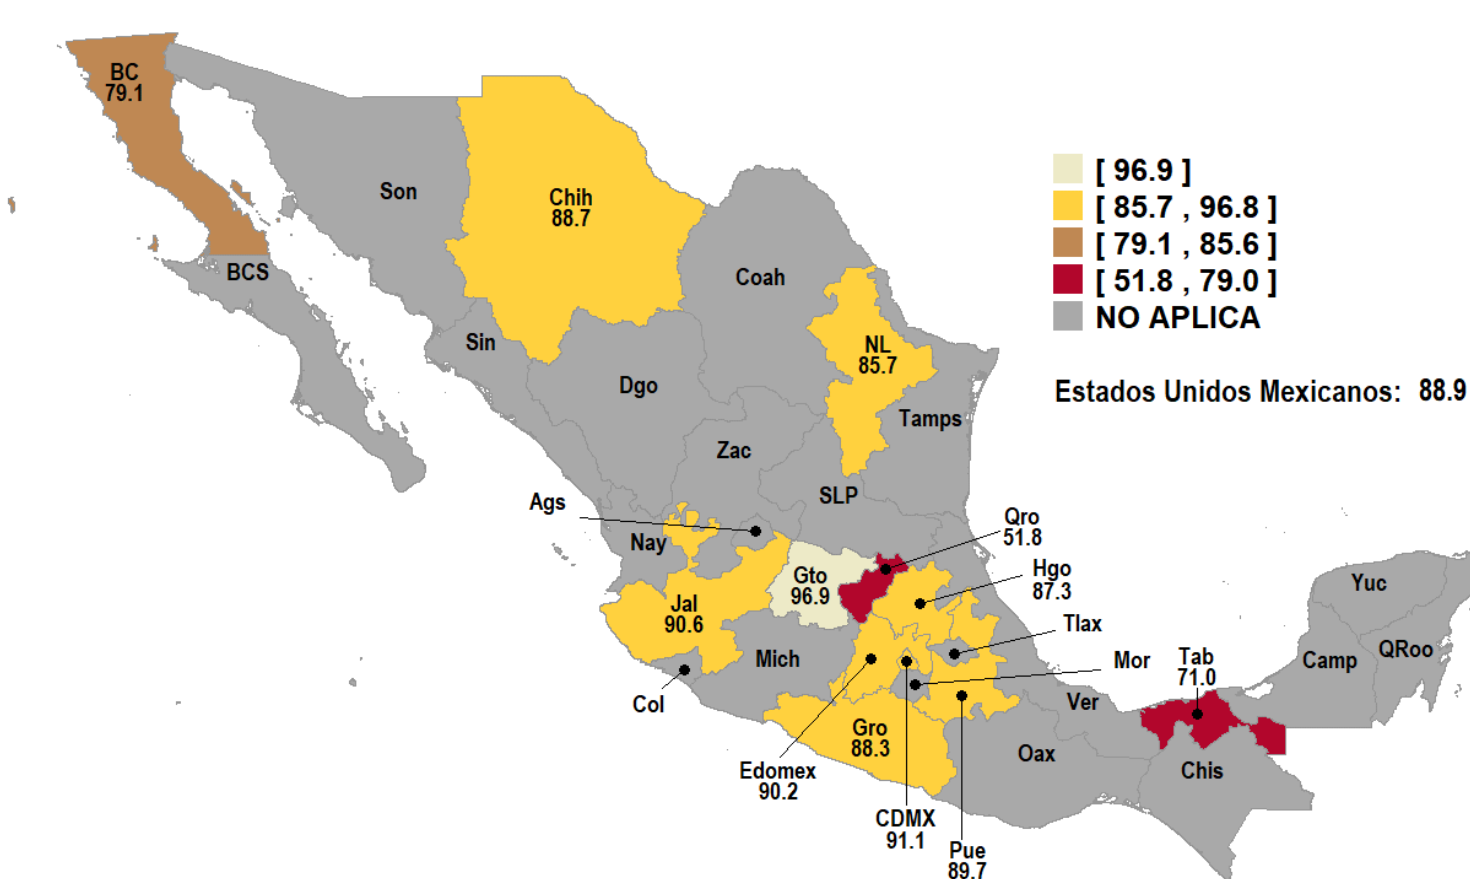 BC
79.1
Son
Chih
88.7
BCS
Coah
Sin
NL
85.7
Dgo
Tamps
Zac
SLP
Ags
Nay
Qro
51.8
Gto
96.9
Hgo
87.3
Jal
90.6
Tlax
Mich
Mor
Col
Tab
71.0
Yuc
Camp
QRoo
Ver
Gro
88.3
Oax
Chis
Edomex
90.2
CDMX
91.1
Pue
89.7
[ 96.9 ]
[ 85.7 , 96.8 ]
[ 79.1 , 85.6 ]
[ 51.8 , 79.0 ]
NO APLICA
Estados Unidos Mexicanos: 88.9